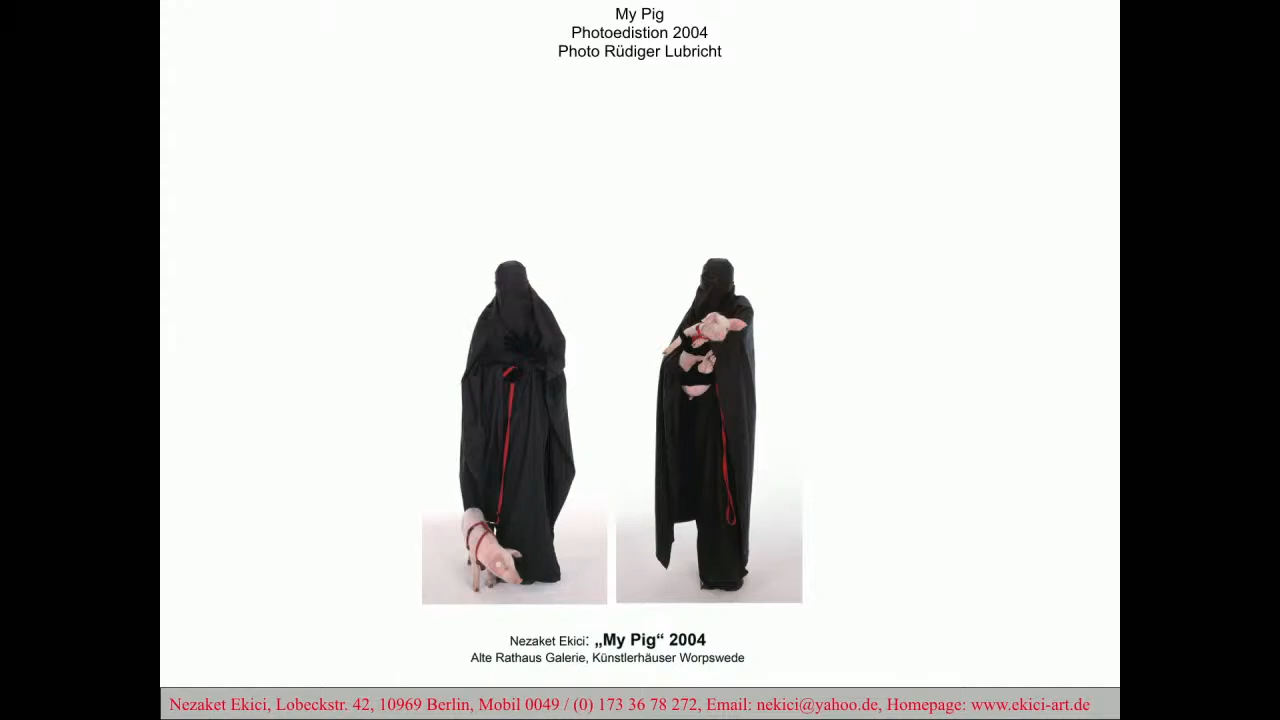 My Pig
Photoedistion 2004
Photo Rüdiger Lubricht
Nezaket Ekici: „My Pig“ 2004
Alte Rathaus Galerie, Künstlerhäuser Worpswede
Nezaket Ekici, Lobeckstr. 42, 10969 Berlin, Mobil 0049 / (0) 173 36 78 272, Email: nekici@yahoo.de, Homepage: www.ekici-art.de